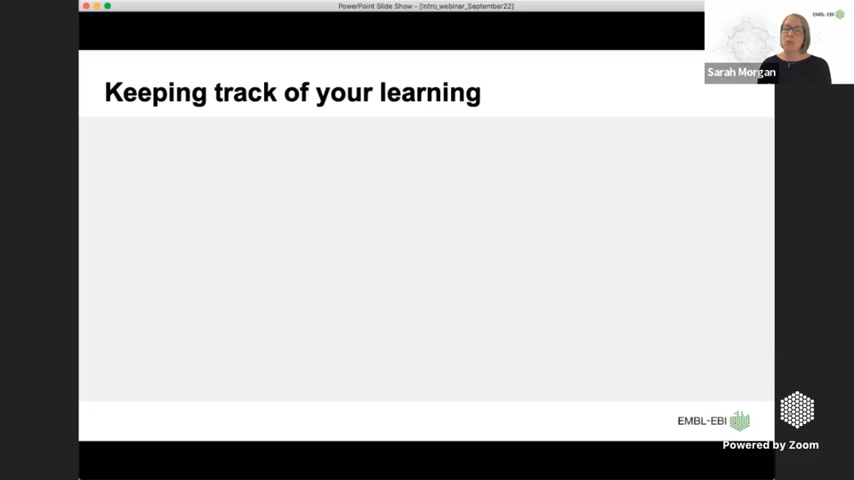 PowerPoint Slide Show - [Intro_webinar_September22]
EMBL-EBI
Sarah Morgan
Keeping track of your learning
EMBL-EBI
Powered by Zoom